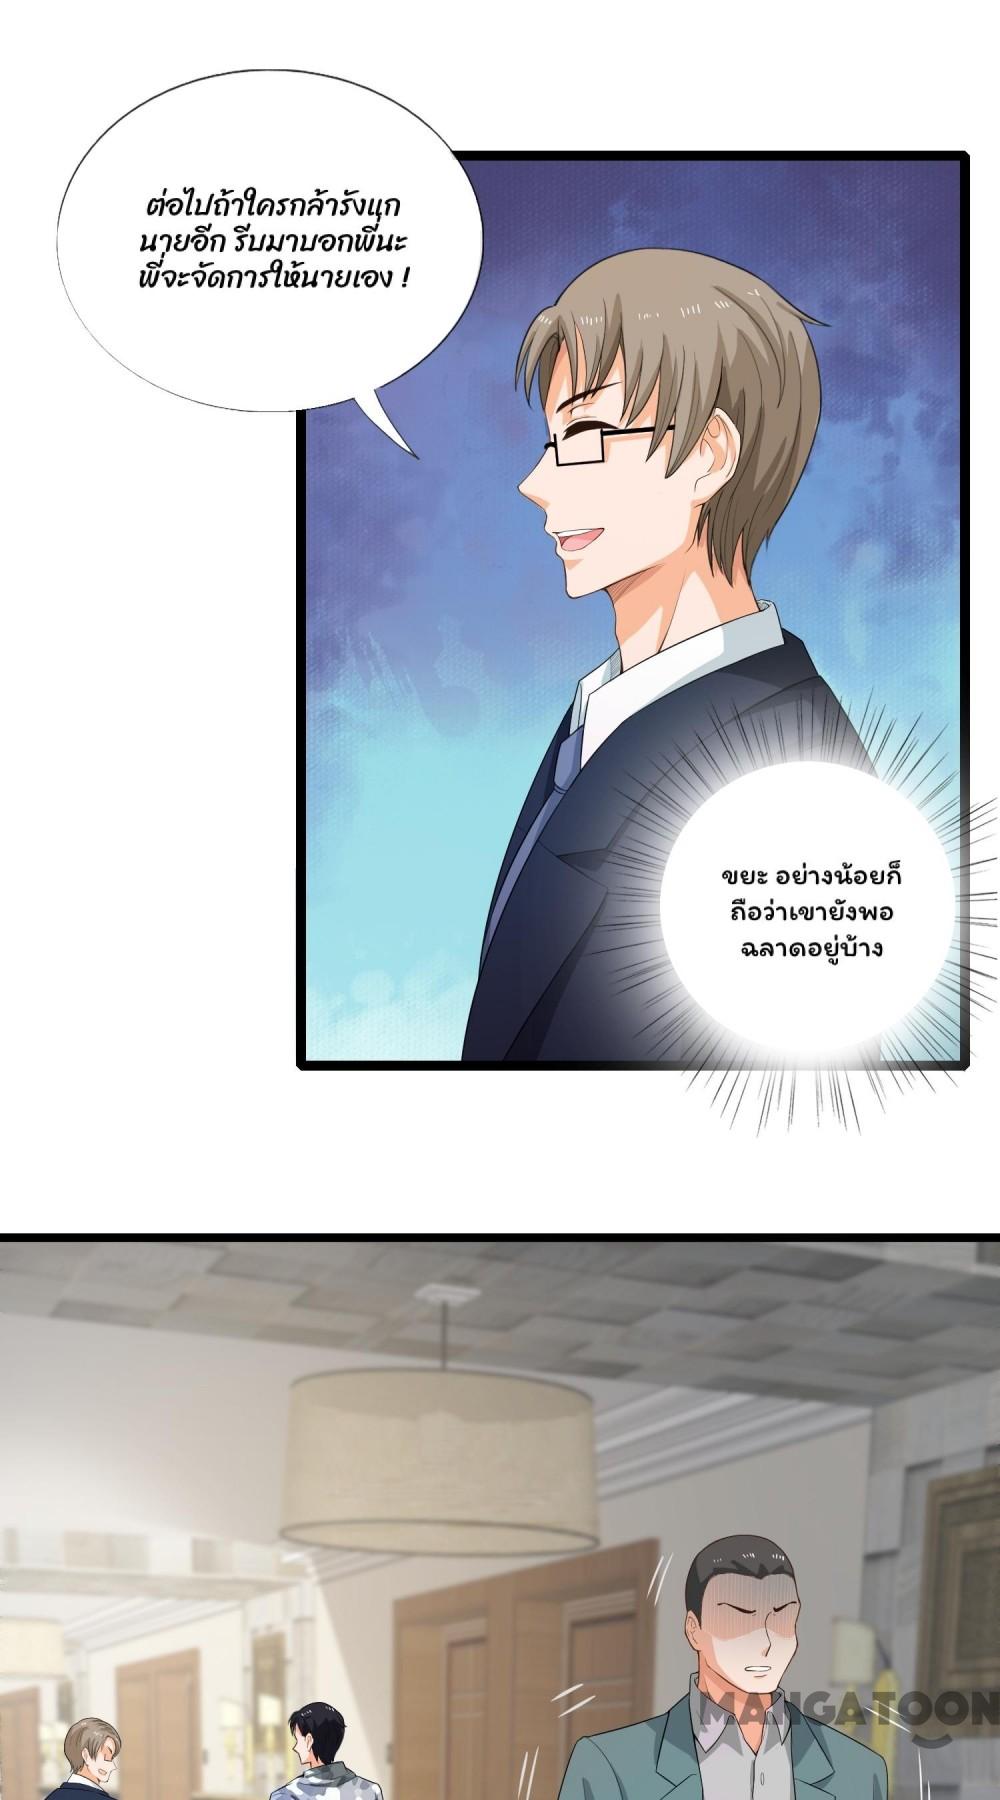 ต่อไปถ้าใครกล้ารังแก
นายอีก รีบมาบอกพี่นะ
พี่จะจัดการให้นายเอง !
ขยะ อย่างน้อยก็
ถือว่าเขายังพอ
ฉลาดอยู่บ้าง
MANGATOON